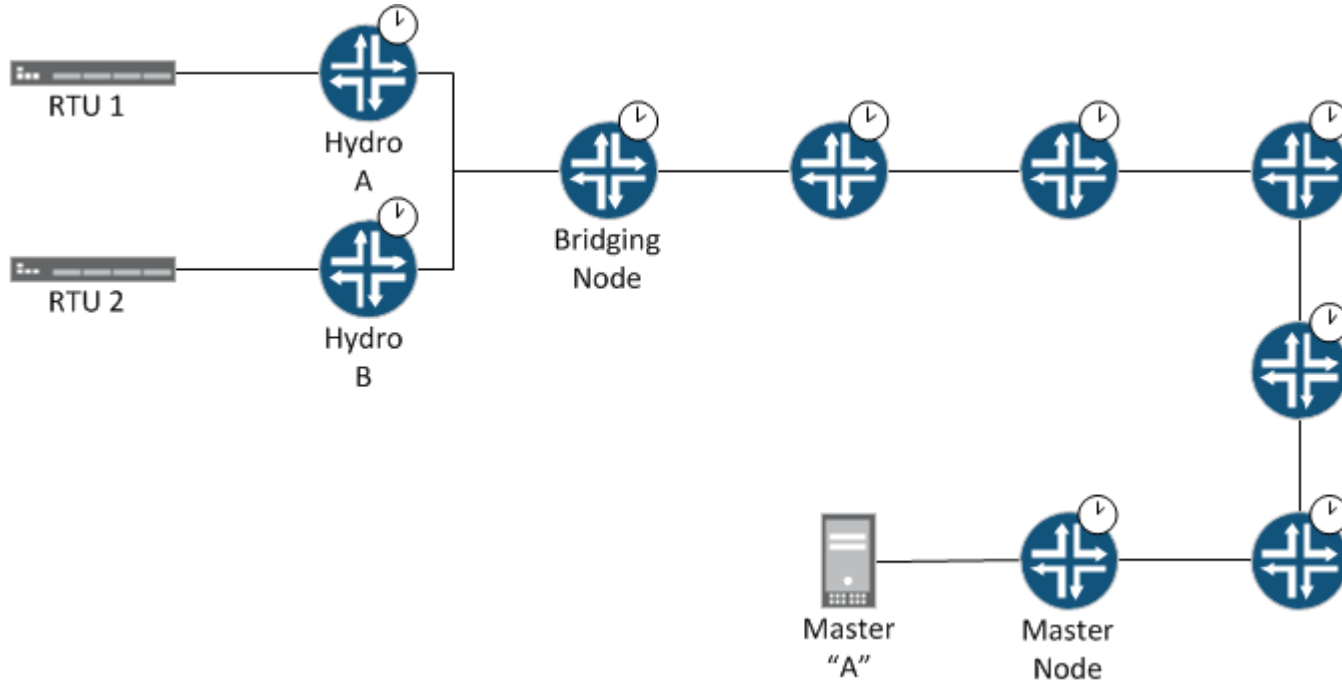 RTU 1
Hydro
A
RTU 2
Hydro
B
Bridging
Node
Master
“A”
Master
Node